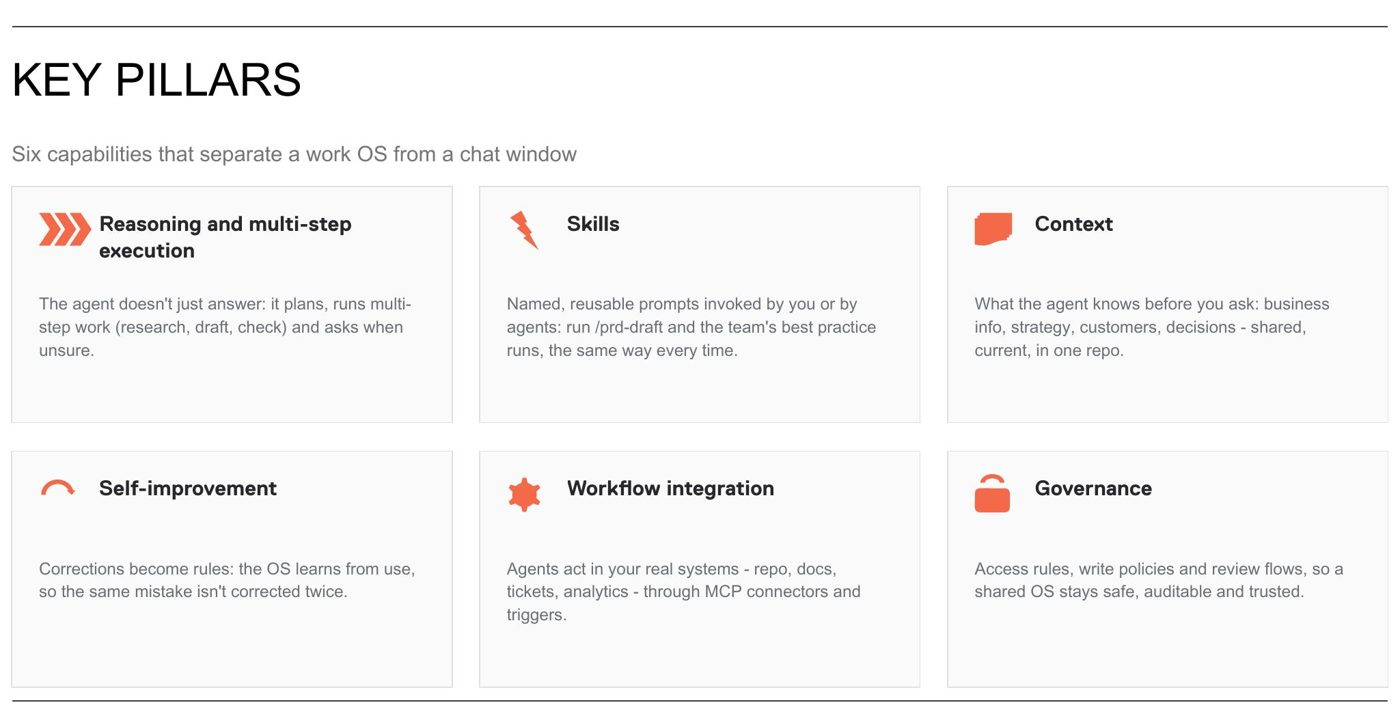 KEY PILLARS
Six capabilities that separate a work OS from a chat window
Reasoning and multi-step
execution
The agent doesn't just answer: it plans, runs multi-
step work (research, draft, check) and asks when
unsure.
Skills
Named, reusable prompts invoked by you or by
agents: run /prd-draft and the team's best practice
runs, the same way every time.
Context
What the agent knows before you ask: business
info, strategy, customers, decisions - shared,
current, in one repo.
Self-improvement
Corrections become rules: the OS learns from use,
so the same mistake isn't corrected twice.
Workflow integration
Agents act in your real systems - repo, docs,
tickets, analytics - through MCP connectors and
triggers.
Governance
Access rules, write policies and review flows, so a
shared OS stays safe, auditable and trusted.